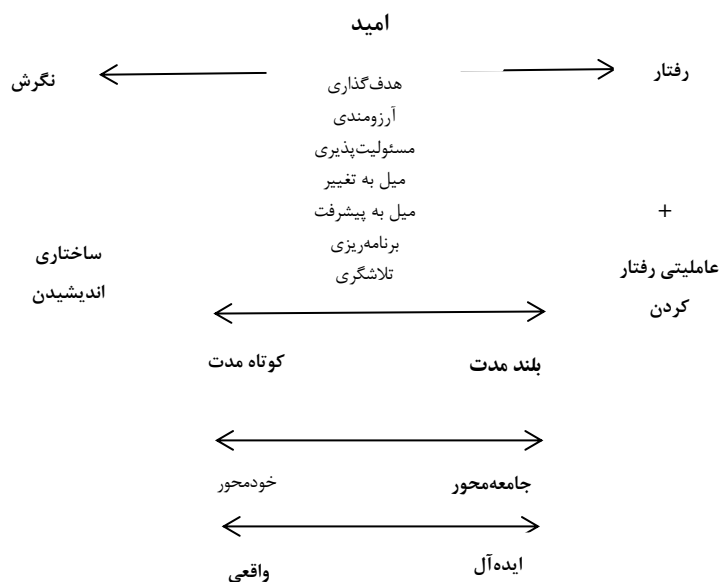 امید
رفتار
نگرش
هدف‌گذاری
آرزومندی
مسئولیت‌پذیری
میل به تغییر
میل به پیشرفت
برنامه‌ریزی
تلاشگری
+
عاملیتی رفتار
کردن
ساختاری
اندیشیدن
بلند مدت
کوتاه مدت
جامعه‌محور
خودمحور
ایده‌آل
واقعی